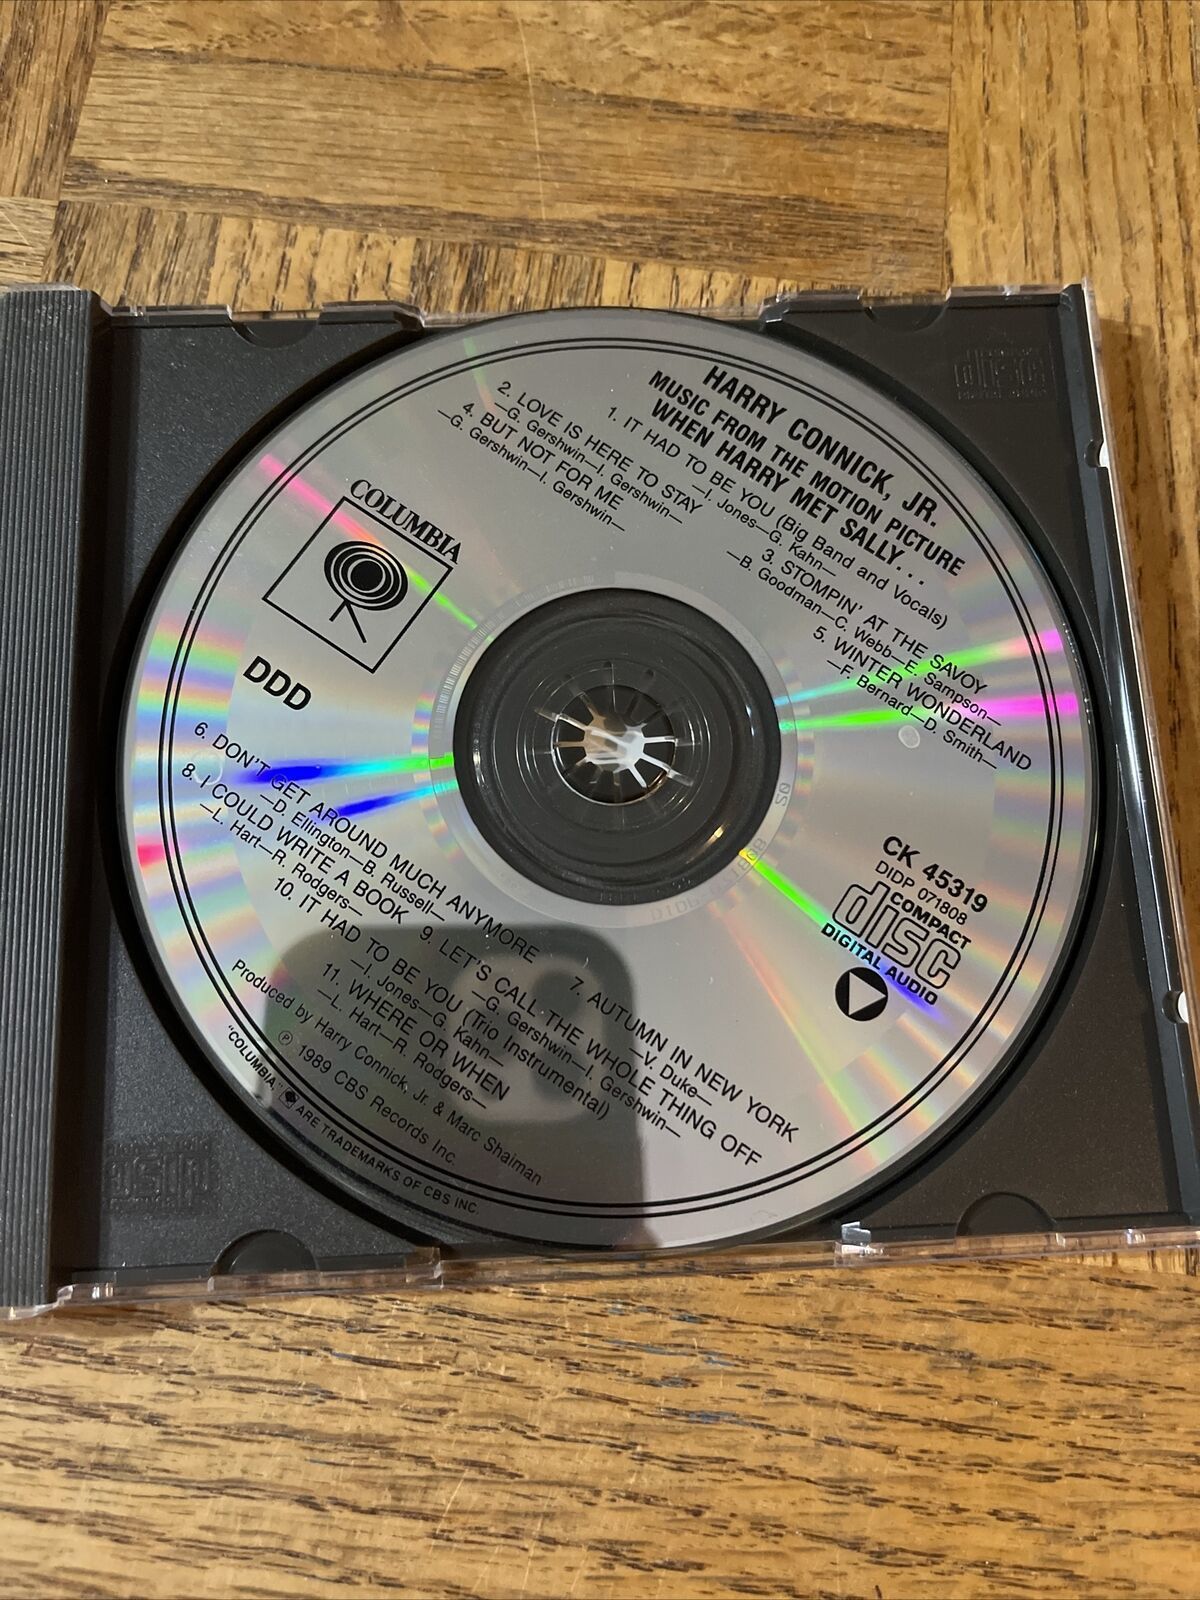 HARRY CONNICK, JR.
MUSIC FROM THE MOTION PICTURE
WHEN HARRY MET SALLY...
1. IT HAD TO BE YOU (Big Band and Vocals)
—I. Jones—G. Kahn—
2. LOVE IS HERE TO STAY
—G. Gershwin—I. Gershwin—
3. STOMPIN' AT THE SAVOY
—B. Goodman—C. Webb—E. Sampson—
4. BUT NOT FOR ME
—G. Gershwin—I. Gershwin—
5. WINTER WONDERLAND
—F. Bernard—D. Smith—
COLUMBIA
DDD
CK 45319
DIDP 071808
COMPACT
disc
DIGITAL AUDIO
6. DON'T GET AROUND MUCH ANYMORE
—D. Ellington—B. Russell—
7. AUTUMN IN NEW YORK
—V. Duke—
8. I COULD WRITE A BOOK
—L. Hart—R. Rodgers—
9. LET'S CALL THE WHOLE THING OFF
—G. Gershwin—I. Gershwin—
10. IT HAD TO BE YOU (Trio Instrumental)
—I. Jones—G. Kahn—
11. WHERE OR WHEN
—L. Hart—R. Rodgers—
Produced by Harry Connick, Jr. & Marc Shaiman
℗ 1989 CBS Records Inc.
"COLUMBIA," ARE TRADEMARKS OF CBS INC.
disc
disc